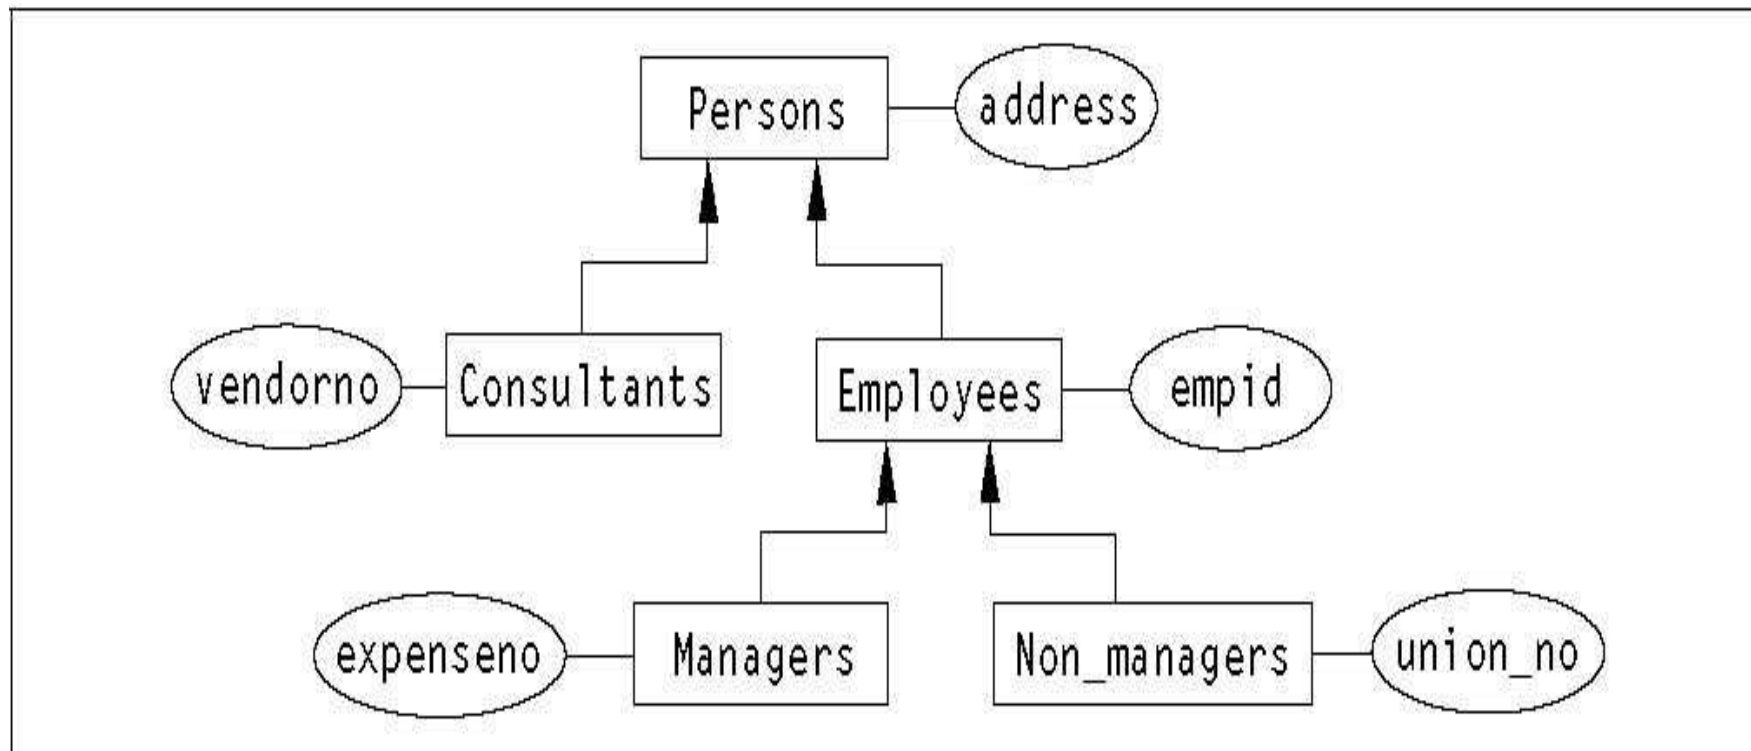 Persons
address
vendorno
Consultants
Employees
empid
expenseno
Managers
Non_managers
union_no